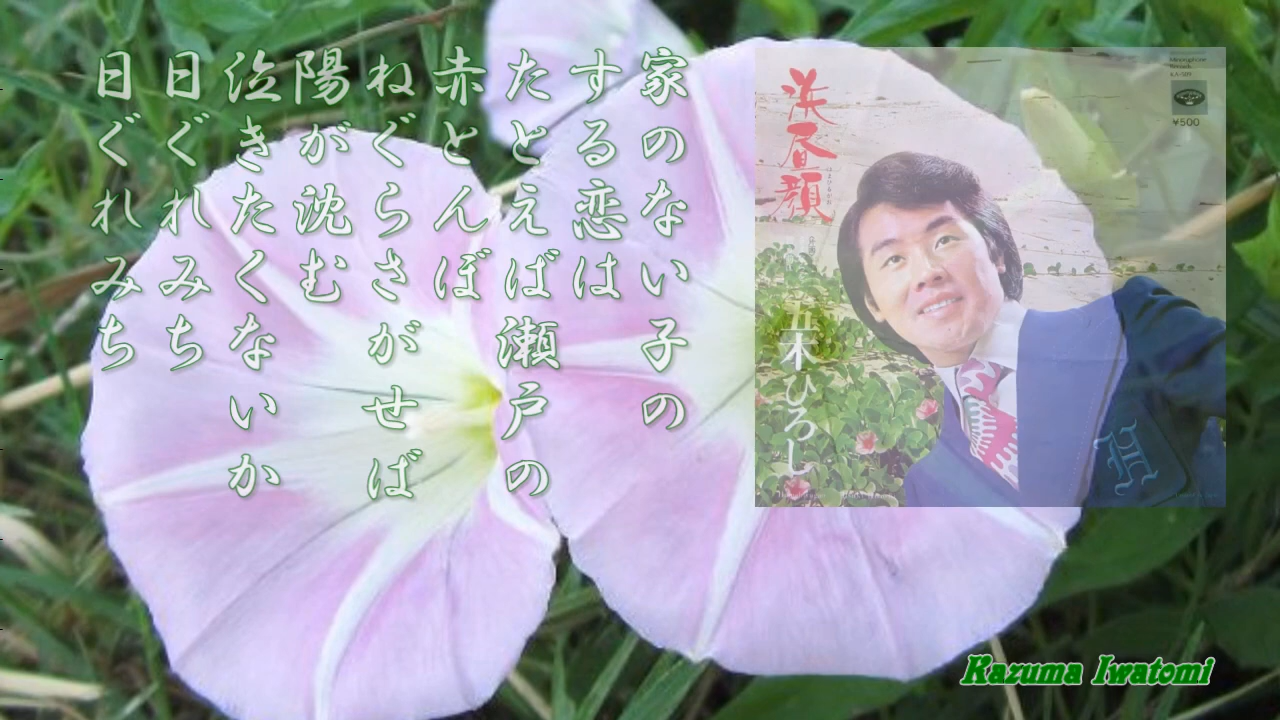 家のない子の
する恋は
たとえば瀬戸の
赤とんぼ
ねぐらさがせば
陽が沈む
泣きたくないか
日ぐれみち
日ぐれみち
浜昼顔
五木ひろし
¥500
H
Kazuma Iwatomi